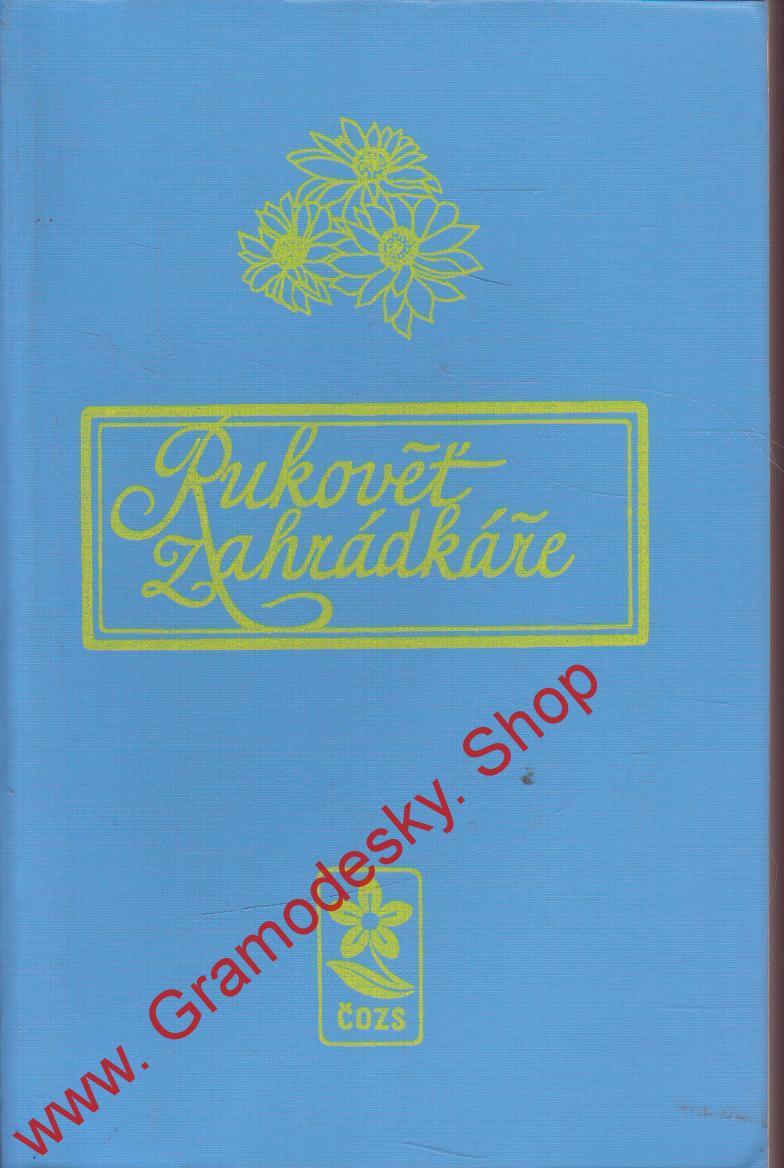 Rukověť
zahrádkáře
www. Gramodesky. Shop
ČOZS